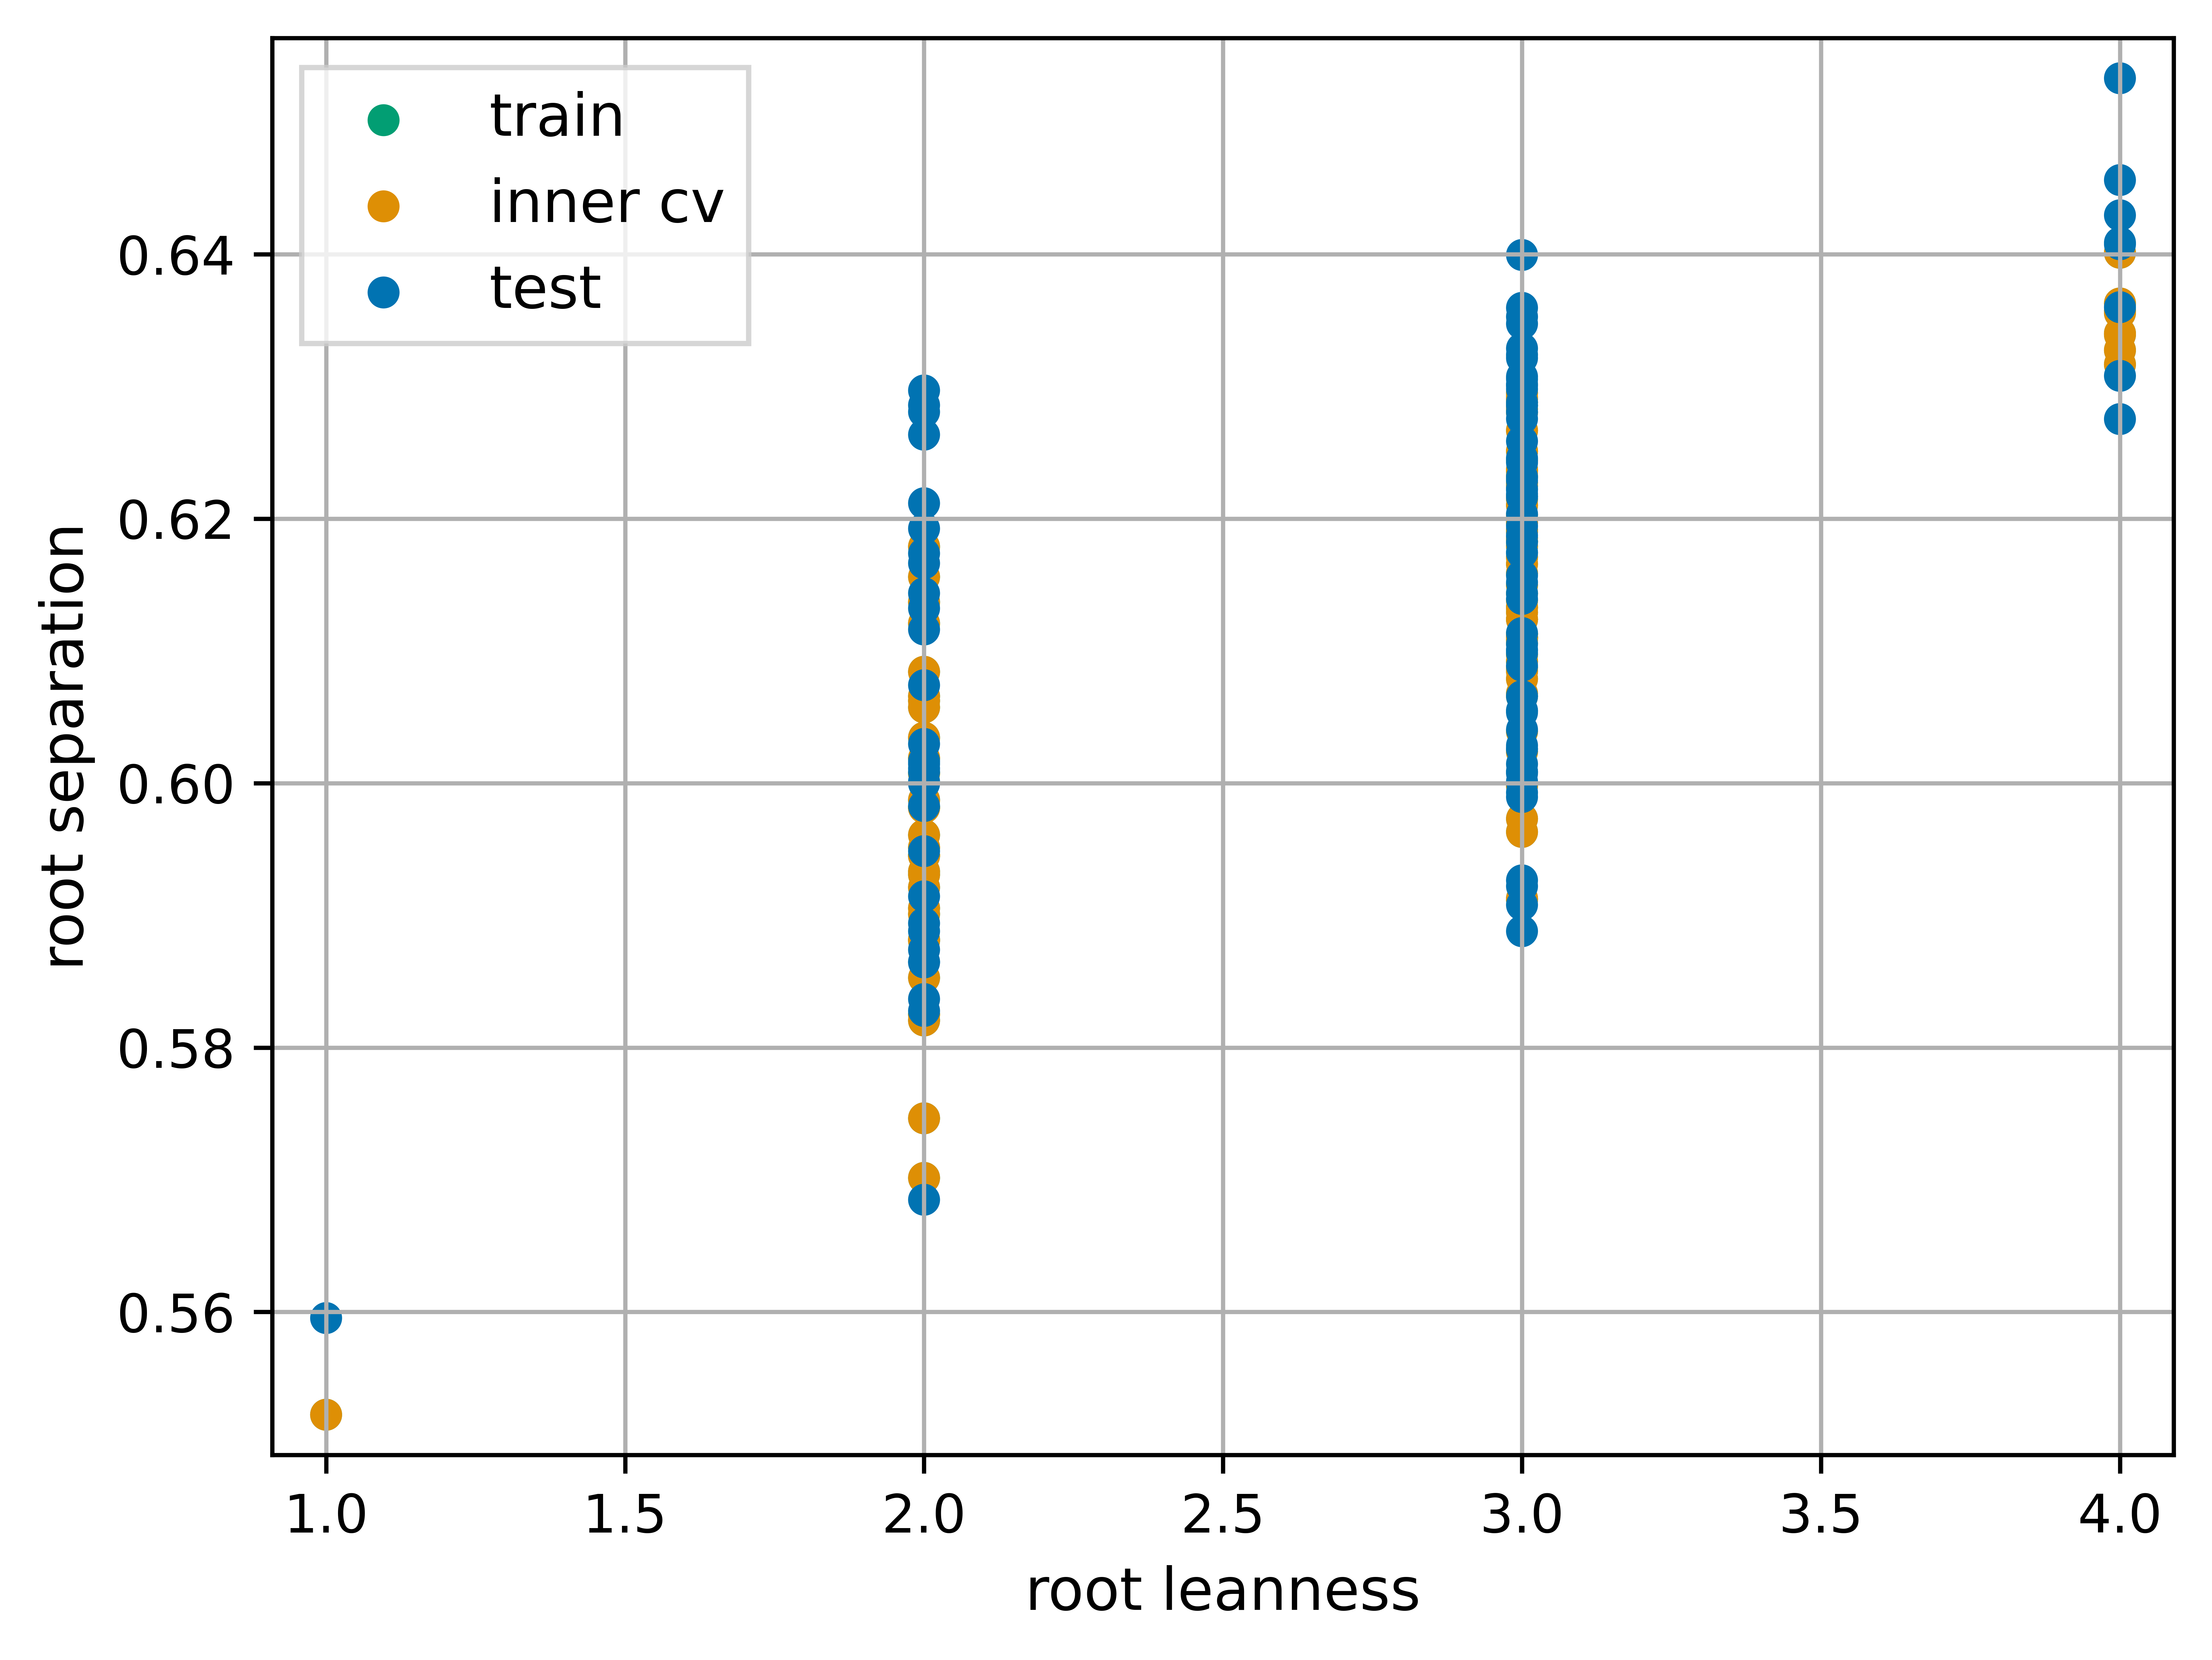 train
inner cv
test
0.64
0.62
0.60
0.58
0.56
root separation
1.0 1.5 2.0 2.5 3.0 3.5 4.0
root leanness